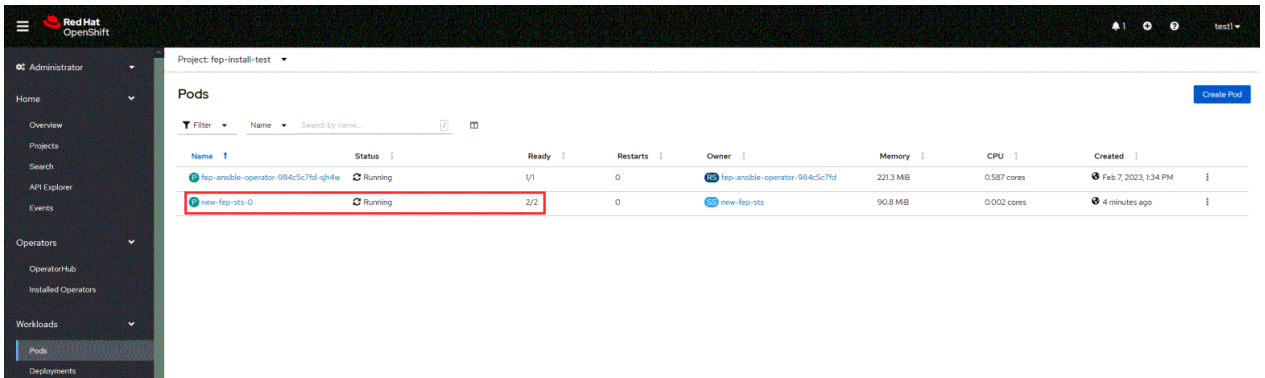 Red Hat
OpenShift
1
test1
Administrator
Project: fep-install-test
Home
Pods
Create Pod
Overview
Filter Name Search by name... /
Projects
Name Status Ready Restarts Owner Memory CPU Created
Search
P fep-ansible-operator-984c5c7fd-sjh4w Running 1/1 0 RS fep-ansible-operator-984c5c7fd 221.3 MiB 0.587 cores Feb 7, 2023, 1:34 PM
API Explorer
P new-fep-sts-0 Running 2/2 0 SS new-fep-sts 90.8 MiB 0.002 cores 4 minutes ago
Events
Operators
OperatorHub
Installed Operators
Workloads
Pods
Deployments